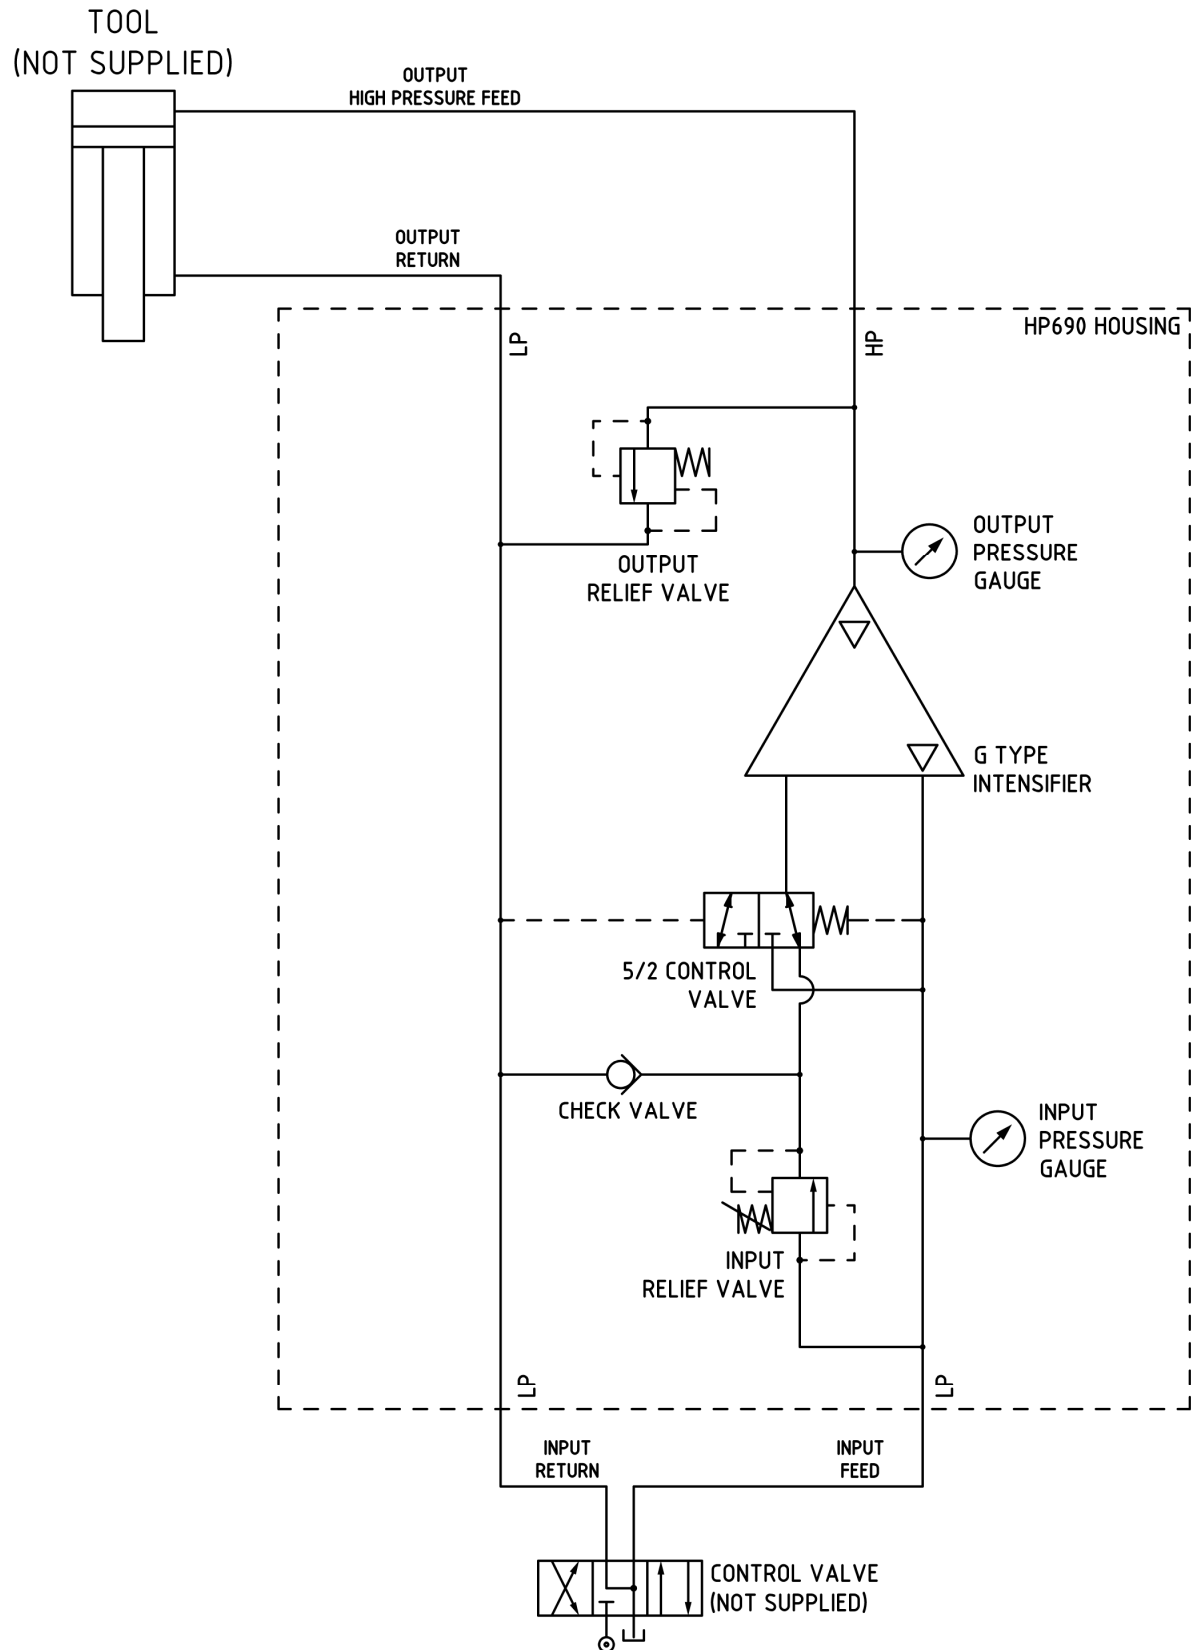 TOOL
(NOT SUPPLIED)
OUTPUT
HIGH PRESSURE FEED
OUTPUT
RETURN
HP690 HOUSING
LP
HP
OUTPUT
RELIEF VALVE
OUTPUT
PRESSURE
GAUGE
G TYPE
INTENSIFIER
5/2 CONTROL
VALVE
CHECK VALVE
INPUT
PRESSURE
GAUGE
INPUT
RELIEF VALVE
LP
LP
INPUT
RETURN
INPUT
FEED
CONTROL VALVE
(NOT SUPPLIED)